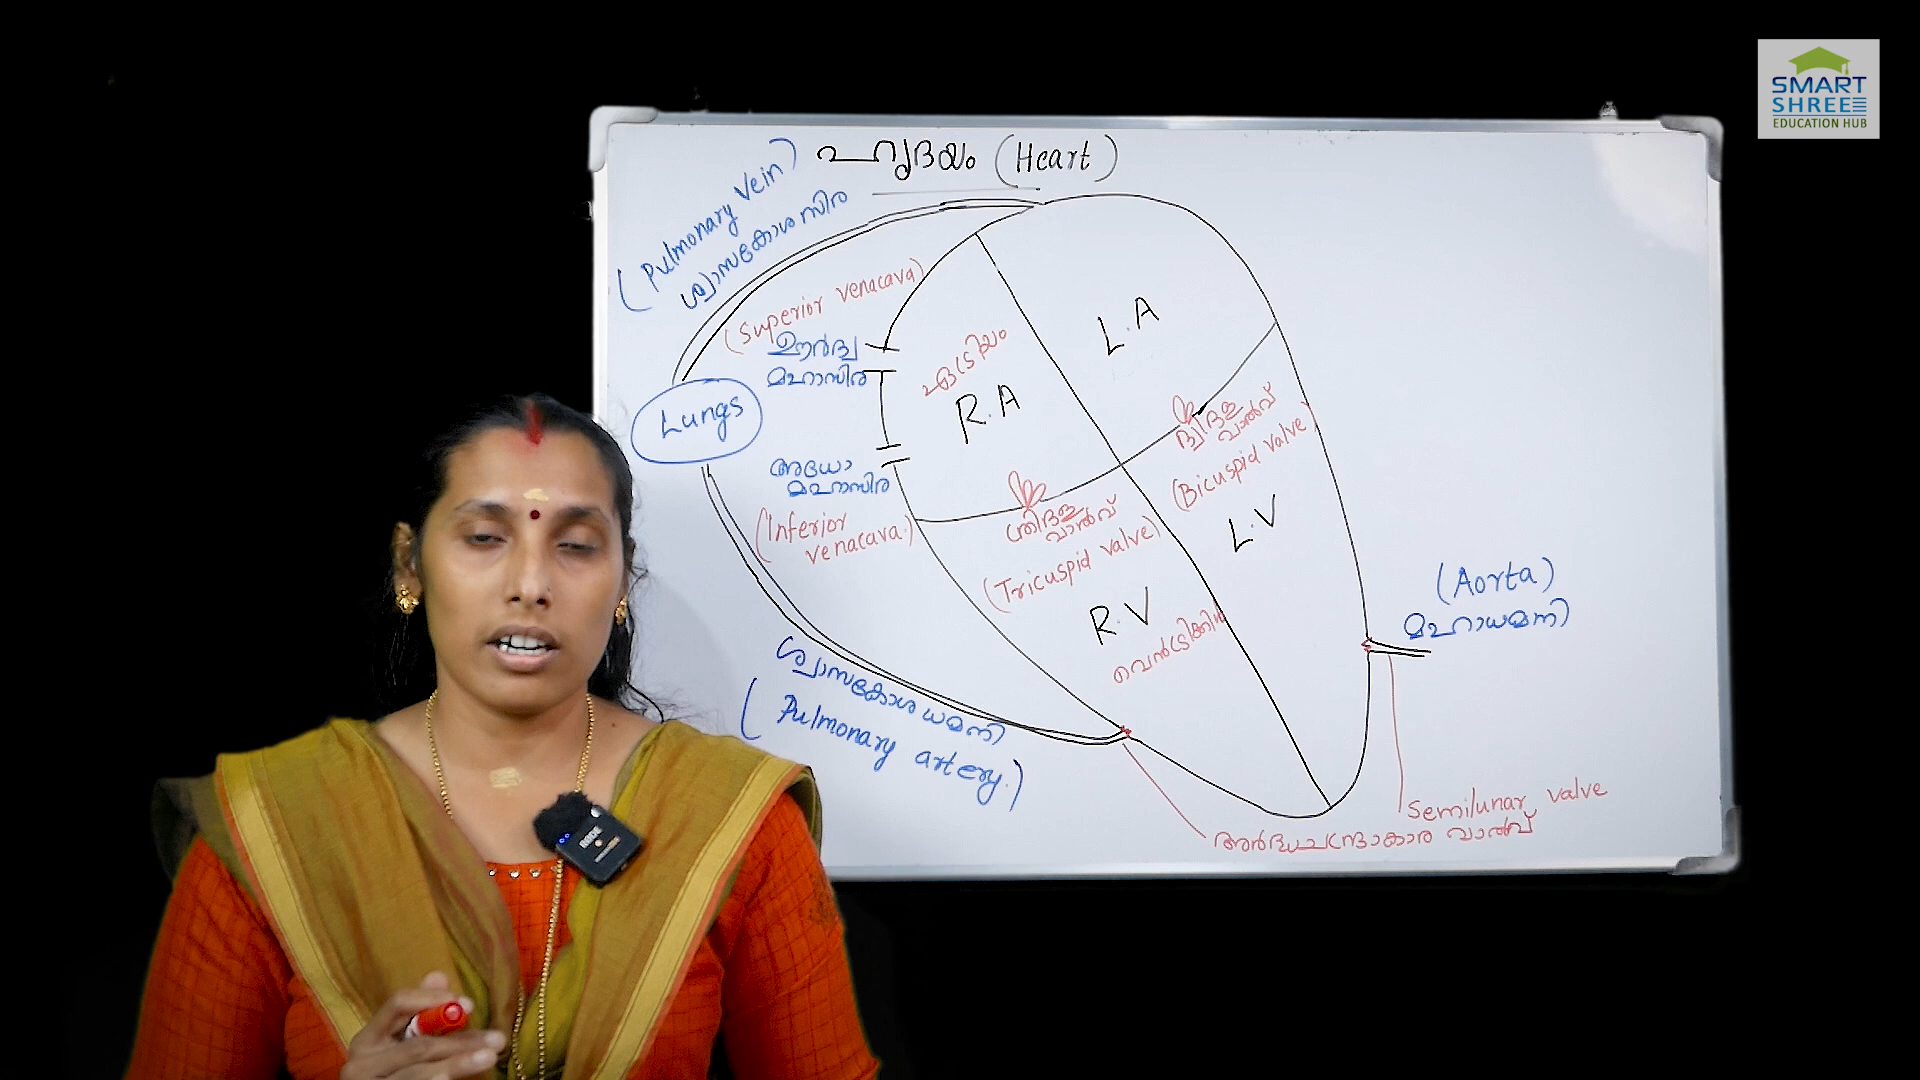 ഹൃദയം (Heart)
(Pulmonary Vein)
ശ്വാസകോശ സിര
(Superior venacava)
ഊർദ്ധ്വ
മഹാസിര
Lungs
അധോ
മഹാസിര
(Inferior
venacava.)
ഏട്രിയം
R.A
L.A
ദ്വിദള
വാൽവ്
(Bicuspid valve)
L.V
ത്രിദള
വാൽവ്
(Tricuspid valve)
R.V
വെൻട്രിക്കിൾ
(Aorta)
മഹാധമനി
ശ്വാസകോശ ധമനി
(Pulmonary artery.)
Semilunar valve
അർദ്ധചന്ദ്രാകാര വാൽവ്
SMART
SHREE
EDUCATION HUB
RODE